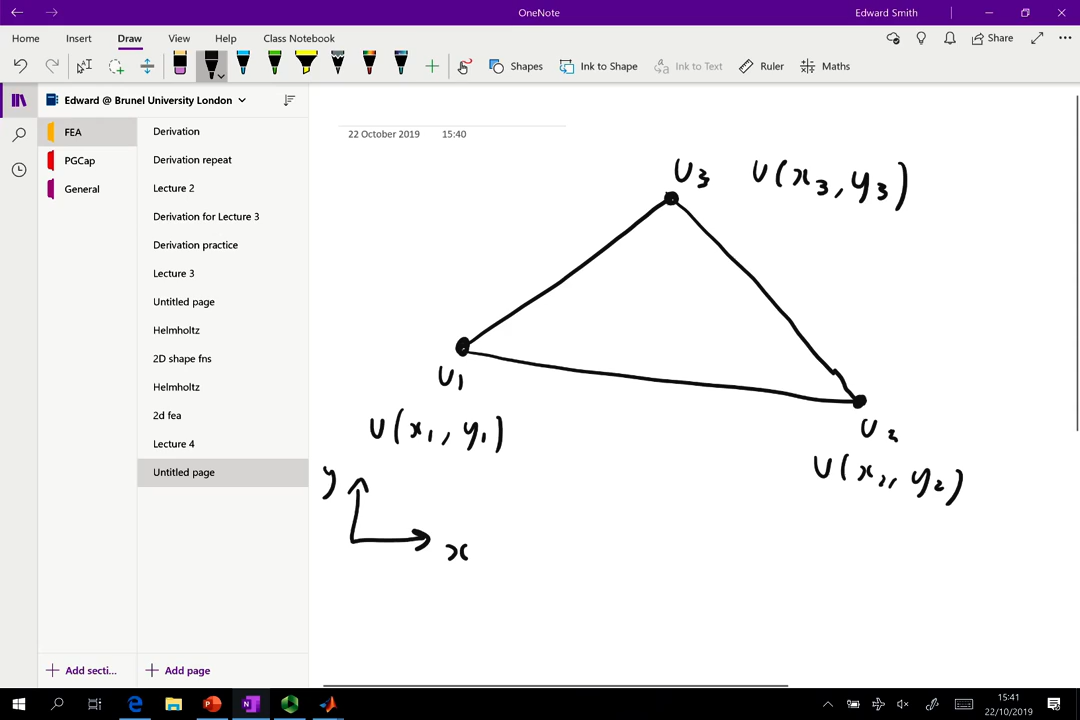 OneNote
Edward Smith
Home Insert Draw View Help Class Notebook
Share
Shapes Ink to Shape Ink to Text Ruler Maths
Edward @ Brunel University London
FEA
PGCap
General
Derivation
Derivation repeat
Lecture 2
Derivation for Lecture 3
Derivation practice
Lecture 3
Untitled page
Helmholtz
2D shape fns
Helmholtz
2d fea
Lecture 4
Untitled page
Add secti...
Add page
22 October 2019 15:40
U3 U(x3, y3)
U1
U(x1, y1)
U2
U(x2, y2)
y
x
15:41
22/10/2019